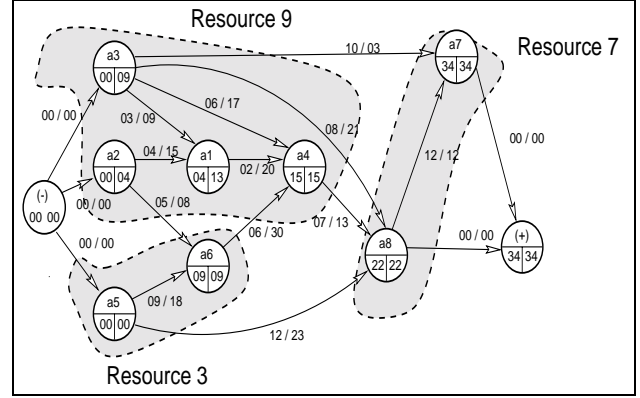 Resource 9
a3
00 09
10 / 03
a7
34 34
Resource 7
00 / 00
03 / 09
06 / 17
08 / 21
00 / 00
a2
00 04
04 / 15
a1
04 13
02 / 20
a4
15 15
12 / 12
(-)
00 00
00 / 00
05 / 08
06 / 30
07 / 13
00 / 00
a6
09 09
a8
22 22
00 / 00
(+)
34 34
a5
00 00
09 / 18
12 / 23
Resource 3